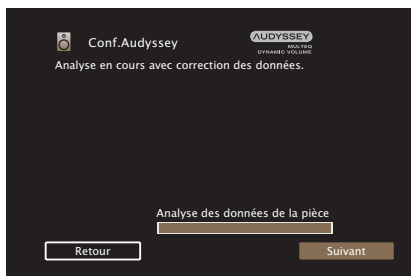 Conf.Audyssey
AUDYSSEY
MULTEQ
DYNAMIC VOLUME
Analyse en cours avec correction des données.
Analyse des données de la pièce
Retour
Suivant